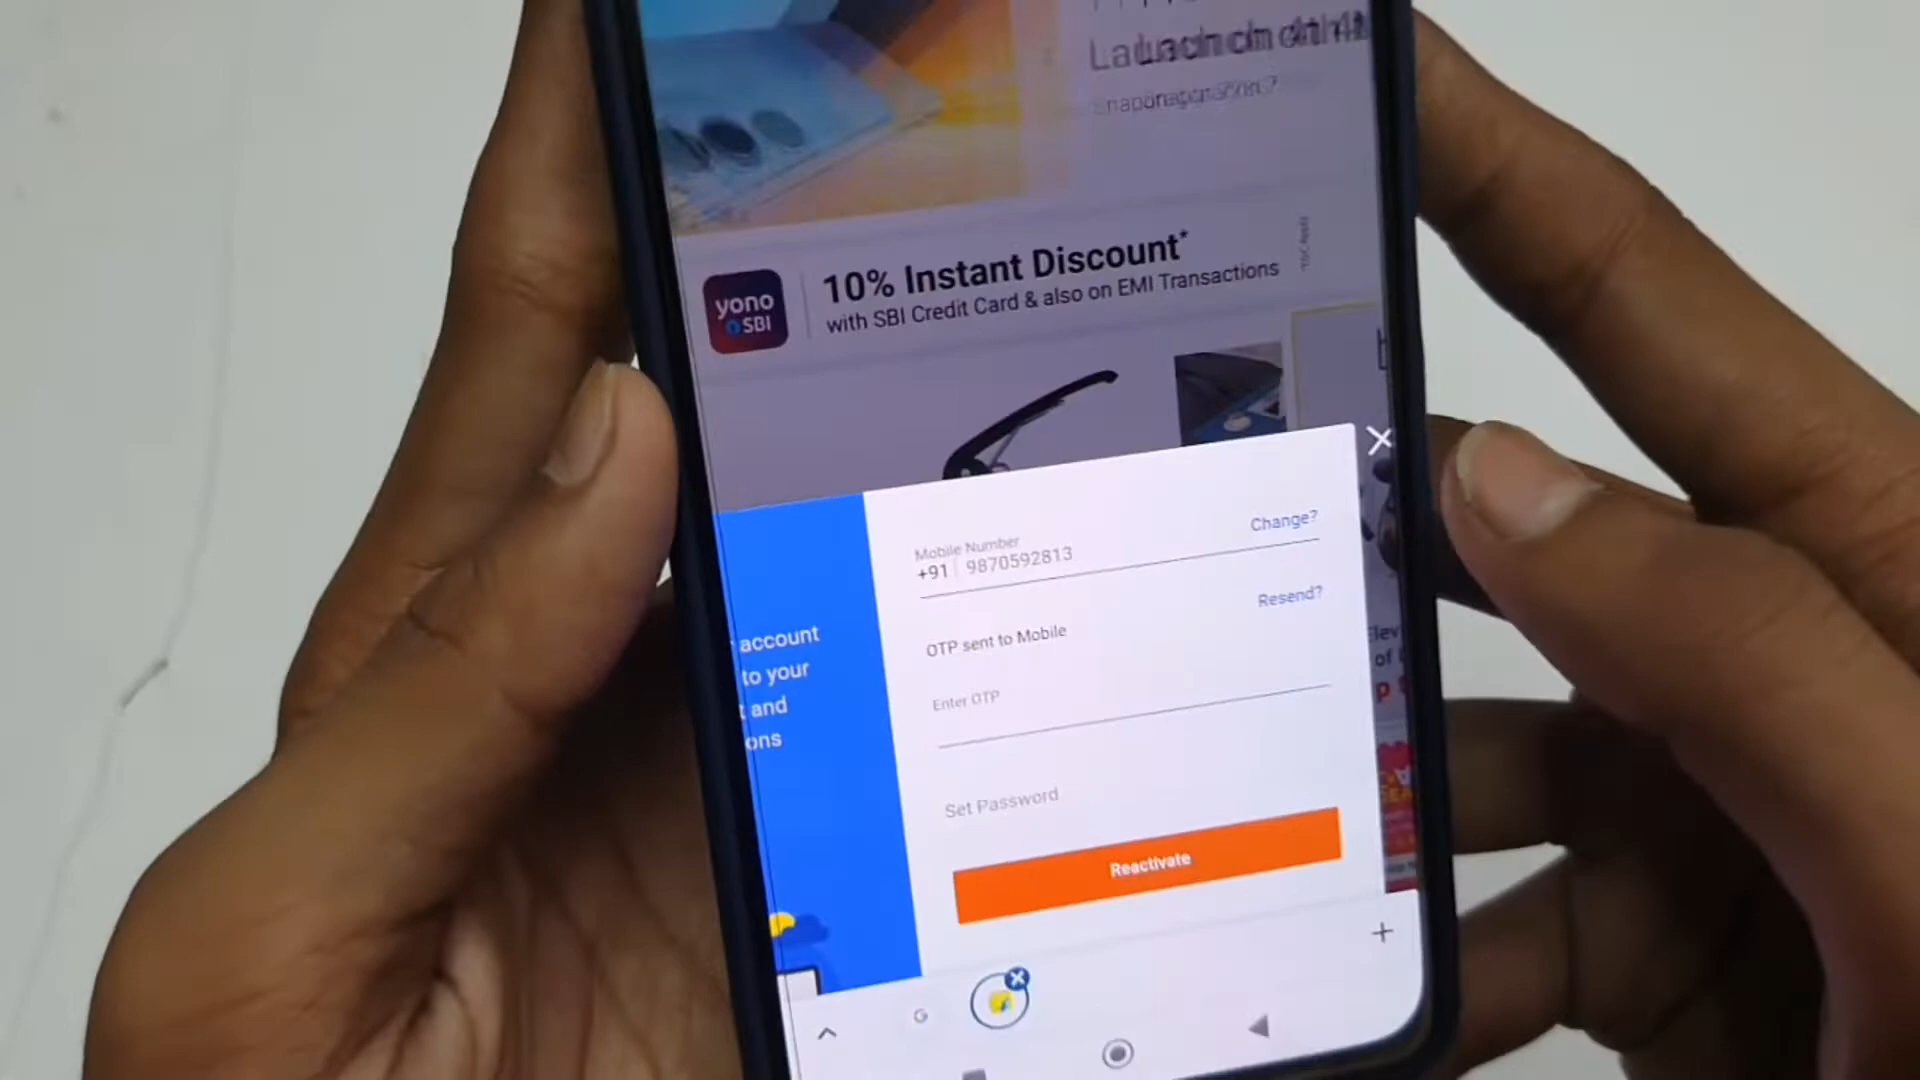 yono
SBI
10% Instant Discount*
with SBI Credit Card & also on EMI Transactions
account
to your
and
ons
Change?
Mobile Number
+91 9870592813
Resend?
OTP sent to Mobile
Enter OTP
Set Password
Reactivate
G